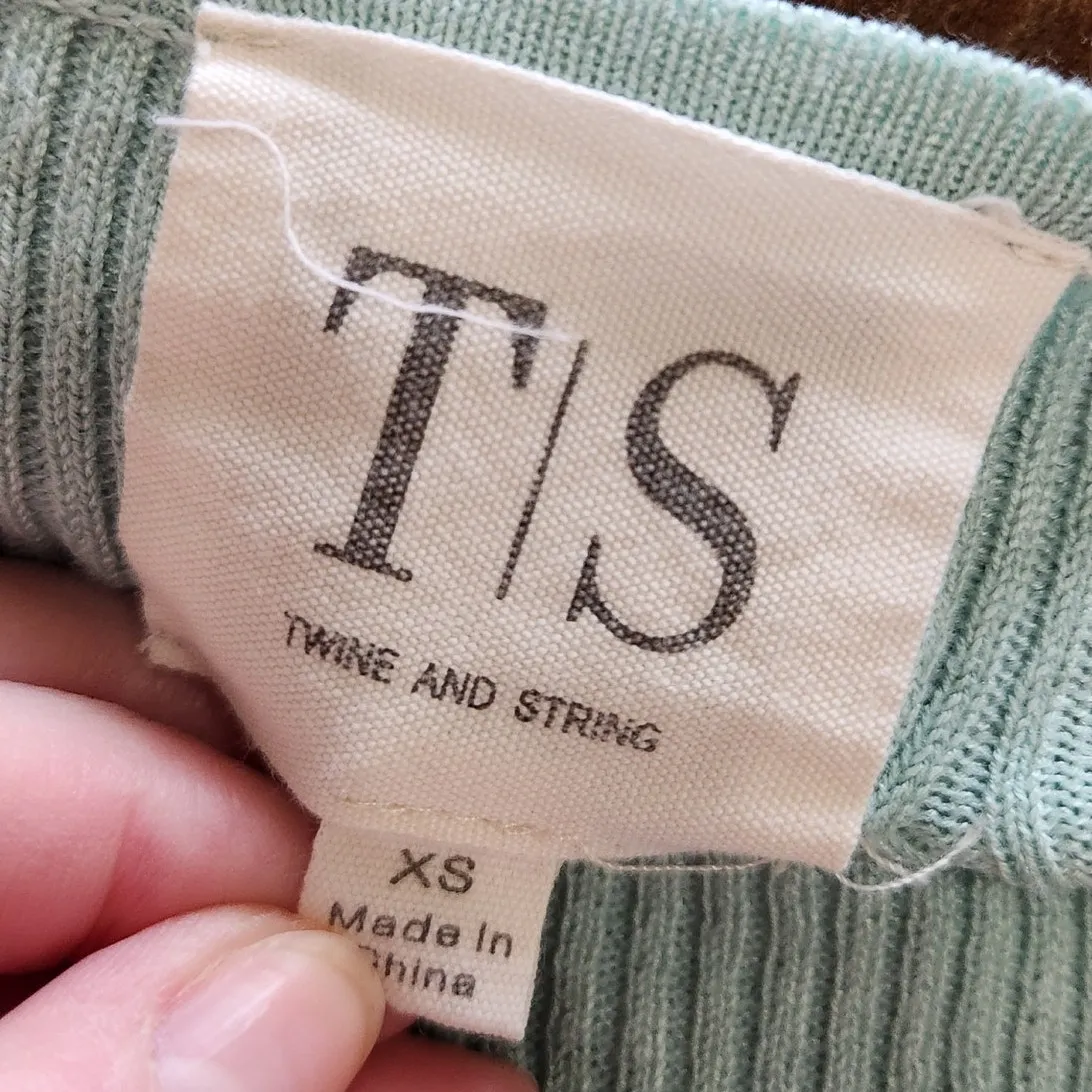 T|S
TWINE AND STRING
XS
Made In
China